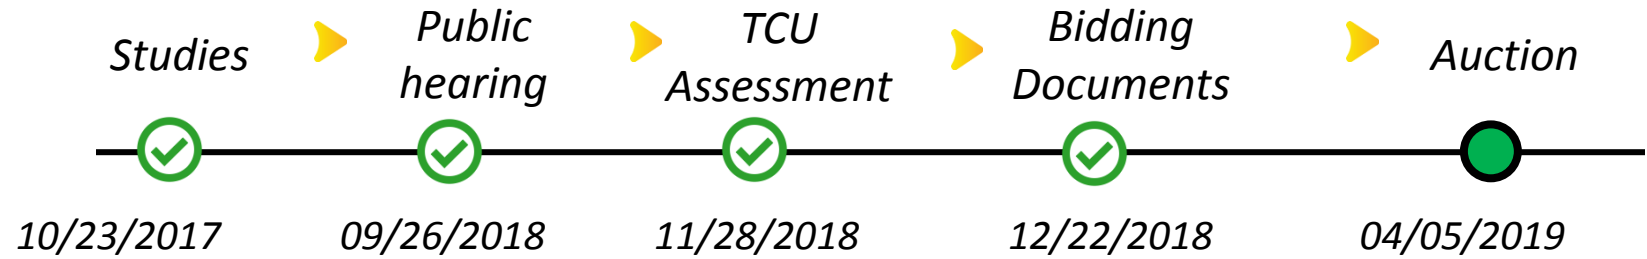 Studies
Public
hearing
TCU
Assessment
Bidding
Documents
Auction
10/23/2017
09/26/2018
11/28/2018
12/22/2018
04/05/2019